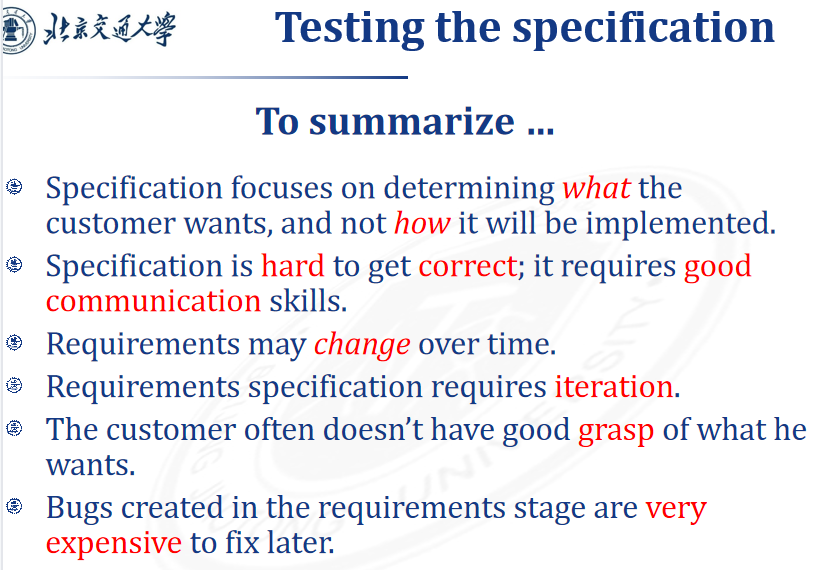 北京交通大学
Testing the specification
To summarize ...
Specification focuses on determining what the
customer wants, and not how it will be implemented.
Specification is hard to get correct; it requires good
communication skills.
Requirements may change over time.
Requirements specification requires iteration.
The customer often doesn’t have good grasp of what he
wants.
Bugs created in the requirements stage are very
expensive to fix later.